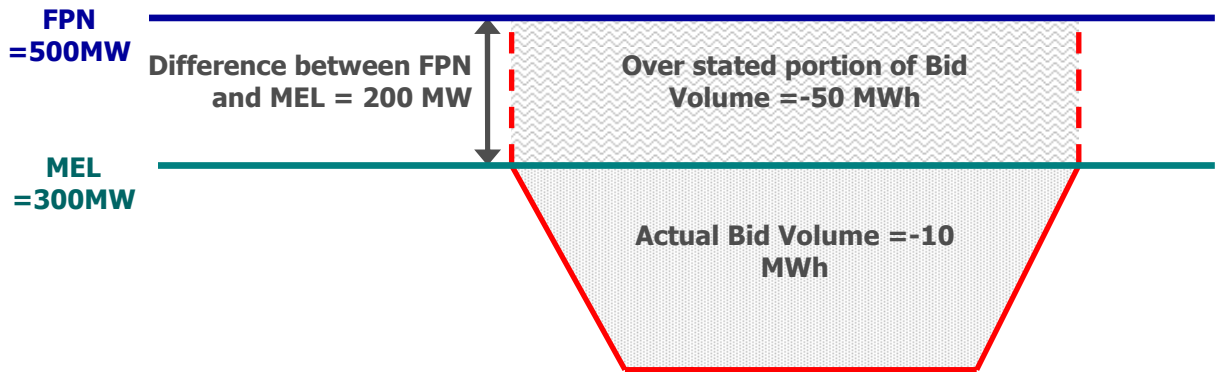 FPN
=500MW
Difference between FPN
and MEL = 200 MW
Over stated portion of Bid
Volume =-50 MWh
MEL
=300MW
Actual Bid Volume =-10
MWh